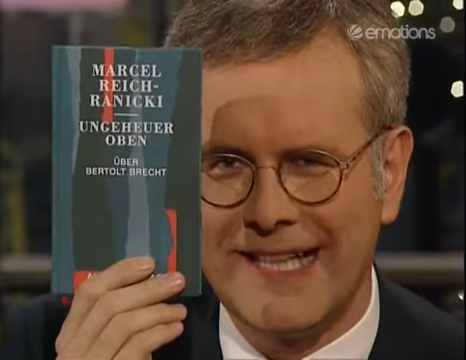 emotions
MARCEL
REICH-
RANICKI
UNGEHEUER
OBEN
ÜBER
BERTOLT BRECHT